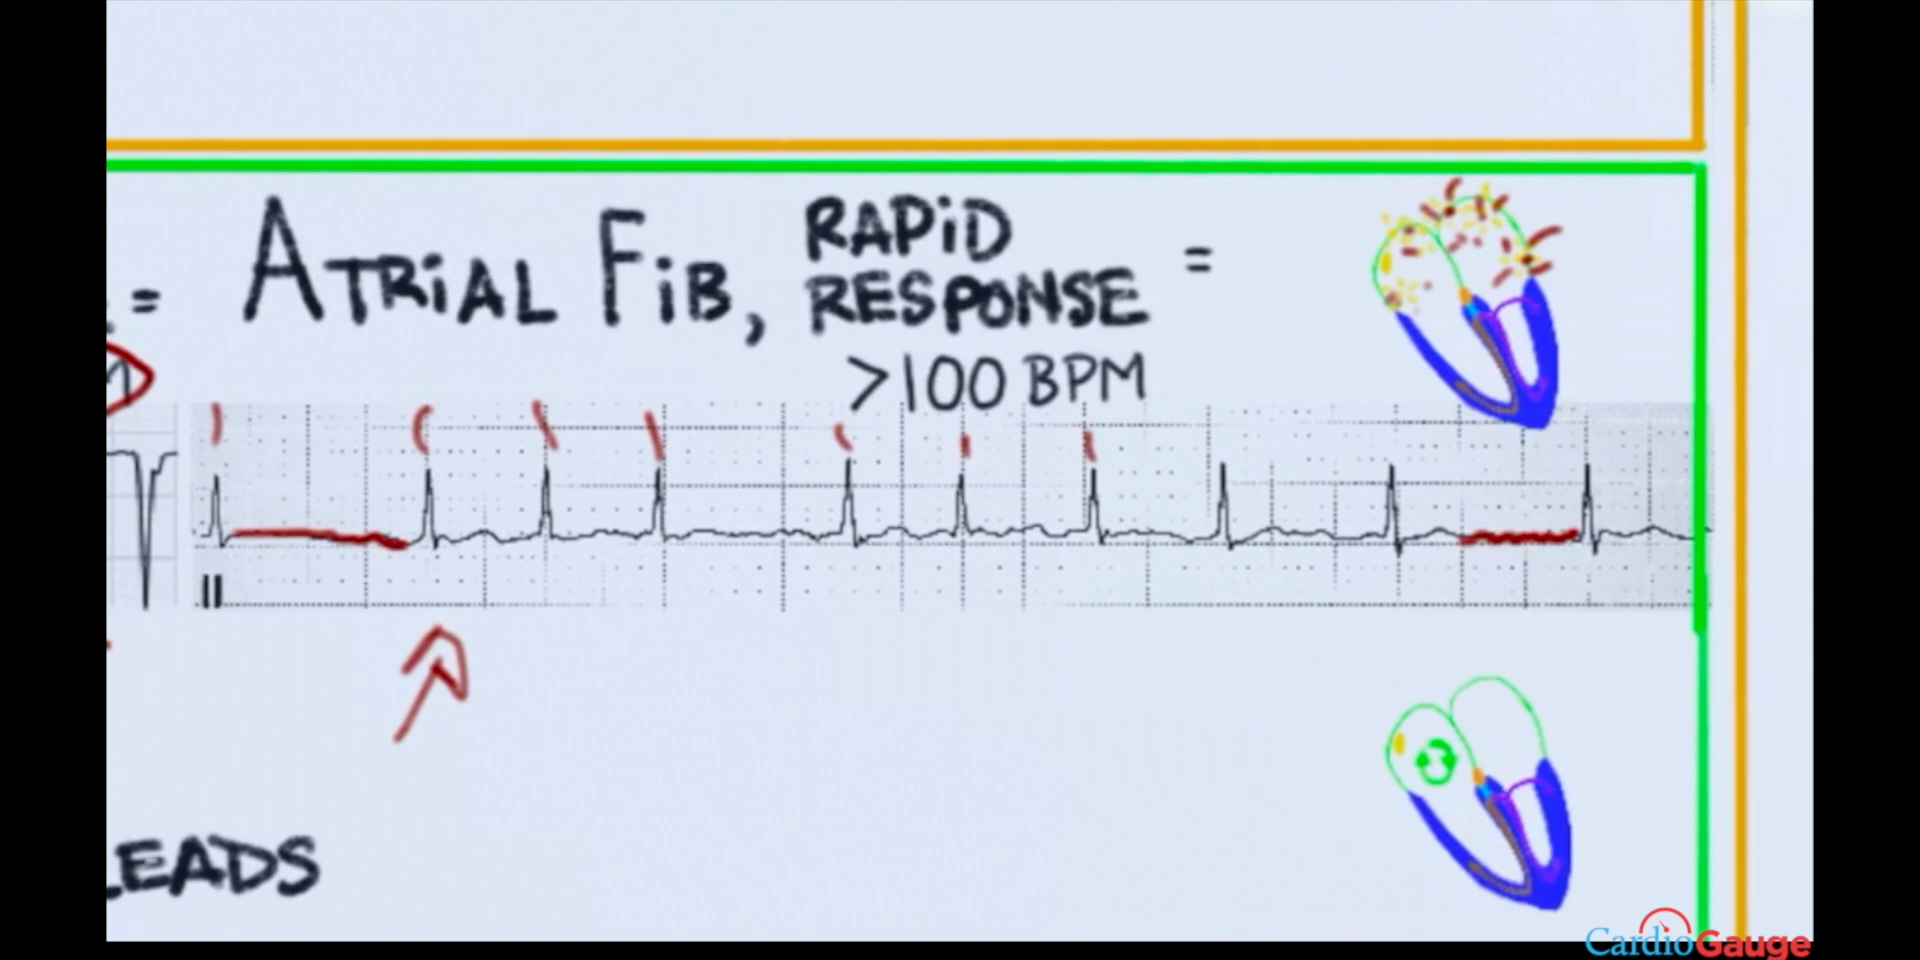 = ATRiAL FiB, RAPiD RESPONSE =
>100 BPM
II
LEADS
CardioGauge